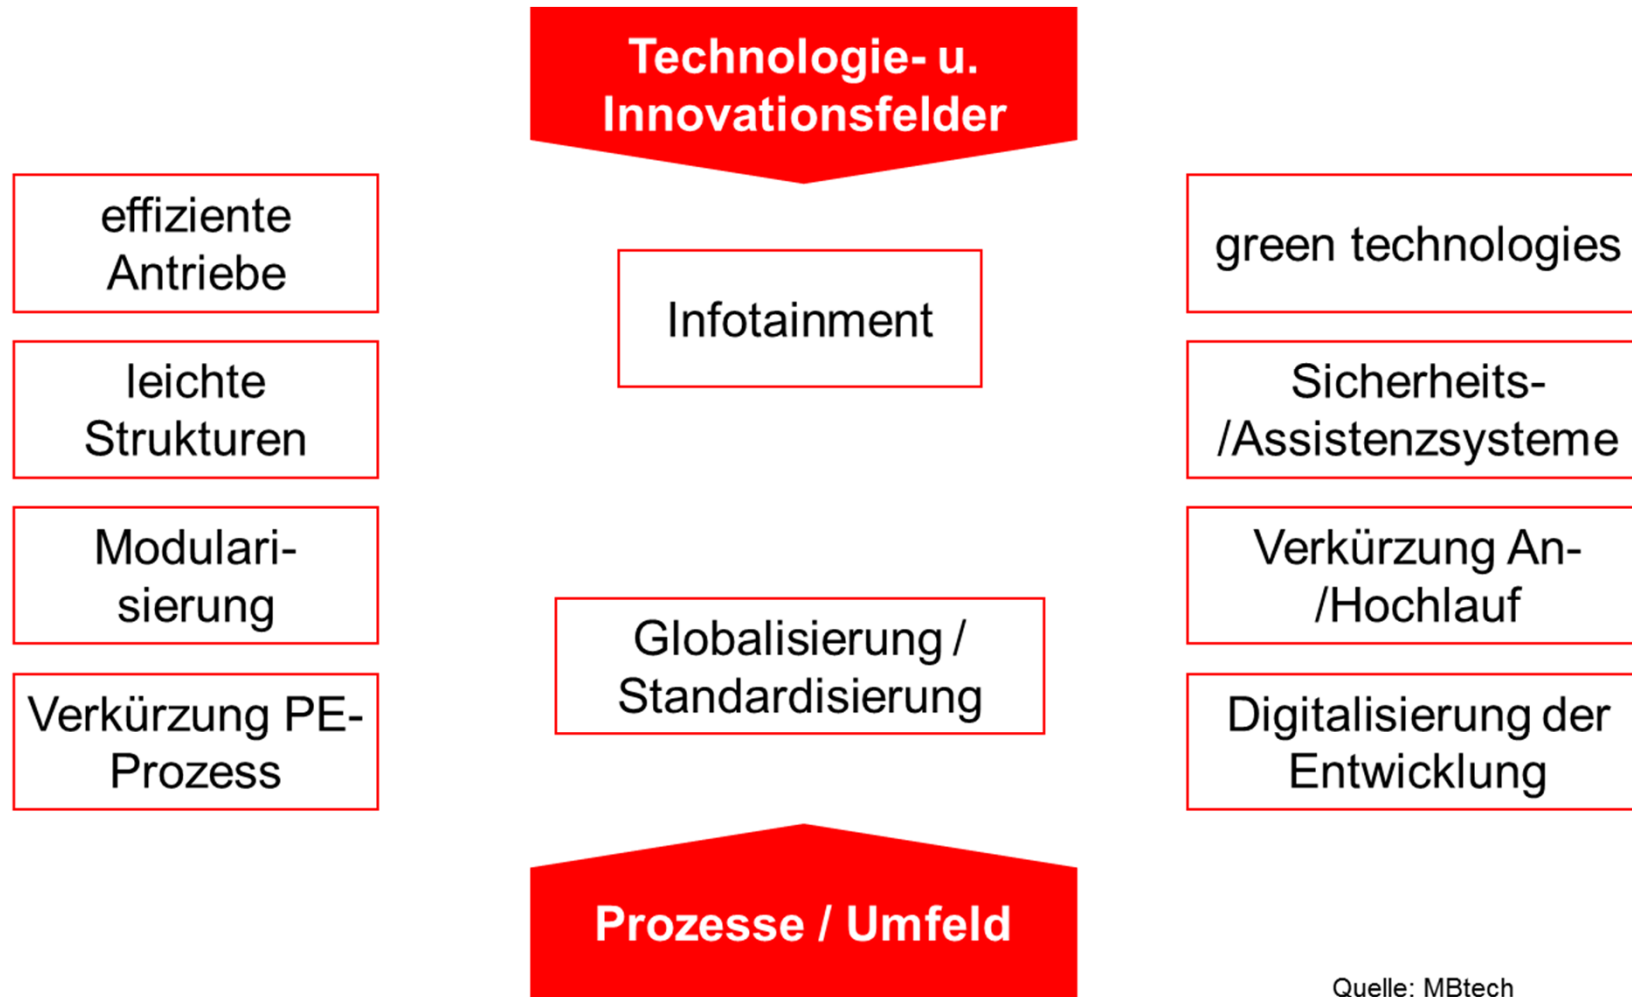 Technologie- u.
Innovationsfelder
effiziente
Antriebe
Infotainment
green technologies
leichte
Strukturen
Sicherheits-
/Assistenzsysteme
Modulari-
sierung
Globalisierung /
Standardisierung
Verkürzung An-
/Hochlauf
Verkürzung PE-
Prozess
Digitalisierung der
Entwicklung
Prozesse / Umfeld
Quelle: MBtech